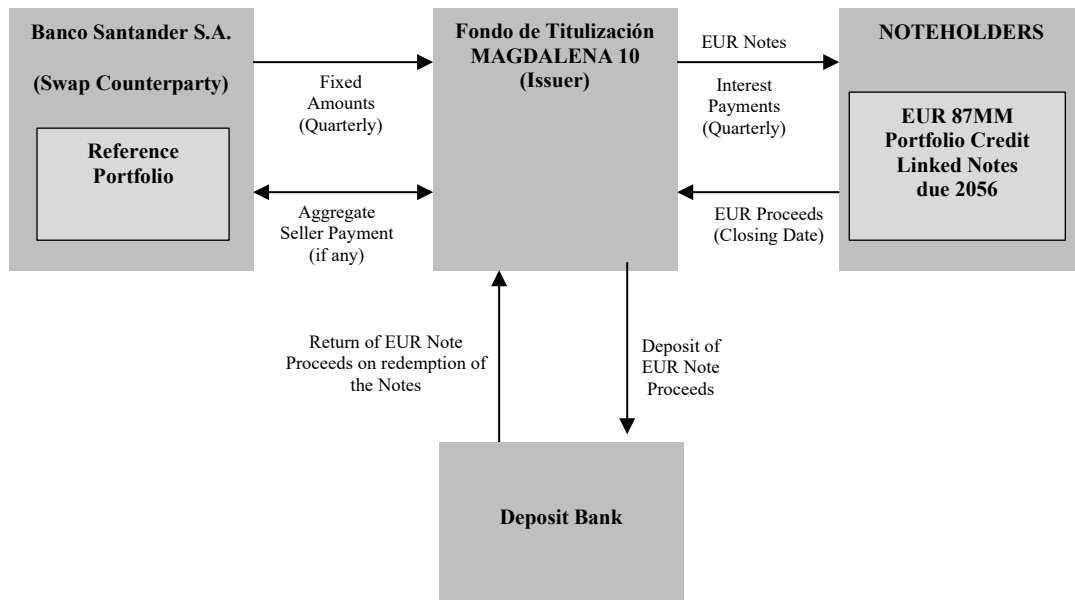 Banco Santander S.A.
(Swap Counterparty)
Reference
Portfolio
Fixed
Amounts
(Quarterly)
Aggregate
Seller Payment
(if any)
Fondo de Titulización
MAGDALENA 10
(Issuer)
EUR Notes
Interest
Payments
(Quarterly)
EUR Proceeds
(Closing Date)
NOTEHOLDERS
EUR 87MM
Portfolio Credit
Linked Notes
due 2056
Return of EUR Note
Proceeds on redemption of
the Notes
Deposit of
EUR Note
Proceeds
Deposit Bank